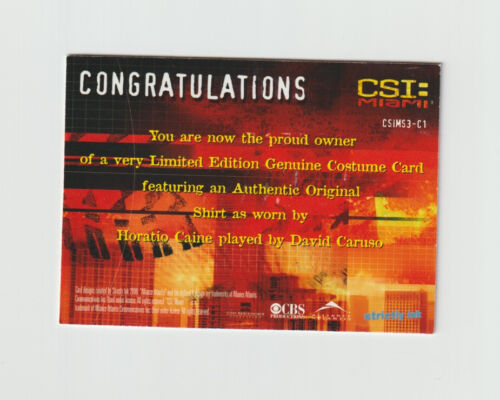 CONGRATULATIONS
CSI:
MIAMI
CSIMS3-C1
You are now the proud owner
of a very Limited Edition Genuine Costume Card
featuring an Authentic Original
Shirt as worn by
Horatio Caine played by David Caruso
CBS
PRODUCTIONS
strictly ink